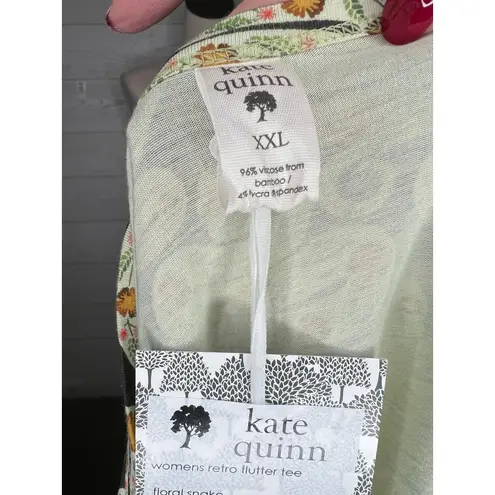 kate
quinn
XXL
96% viscose from
bamboo /
4% lycra spandex
kate
quinn
womens retro flutter tee
floral snake